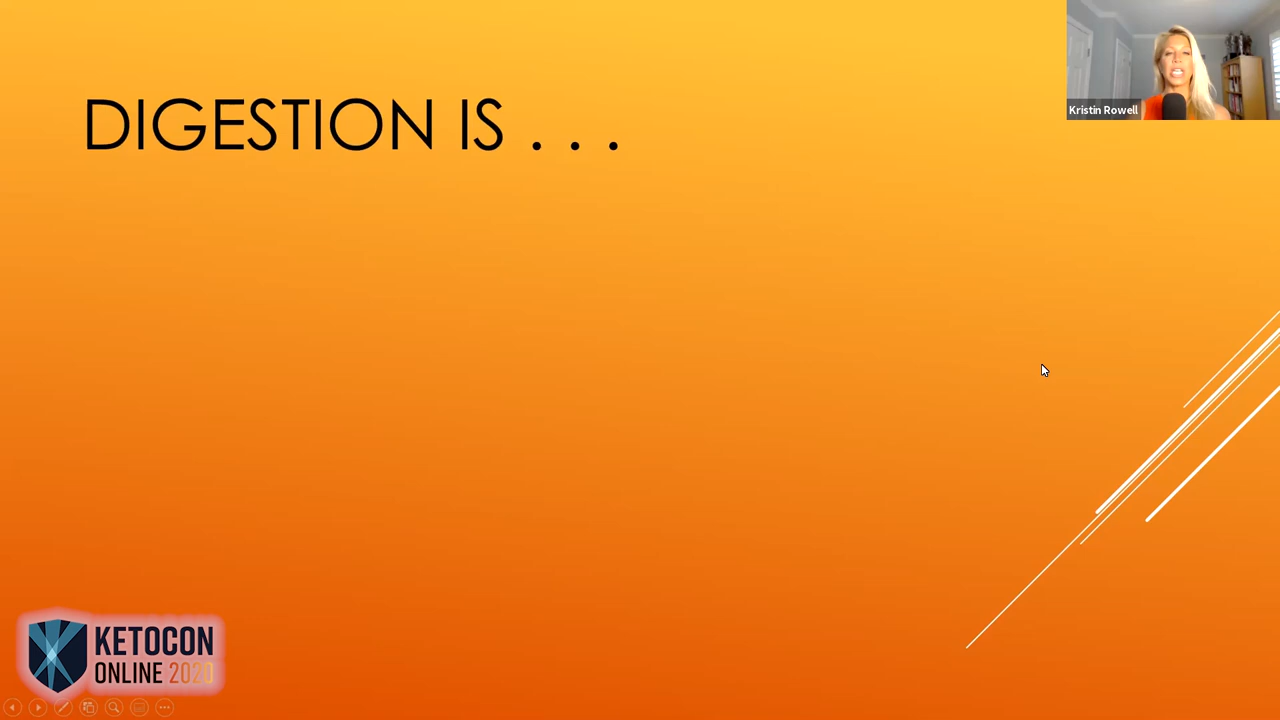 DIGESTION IS . . .
Kristin Rowell
KETOCON
ONLINE 2020